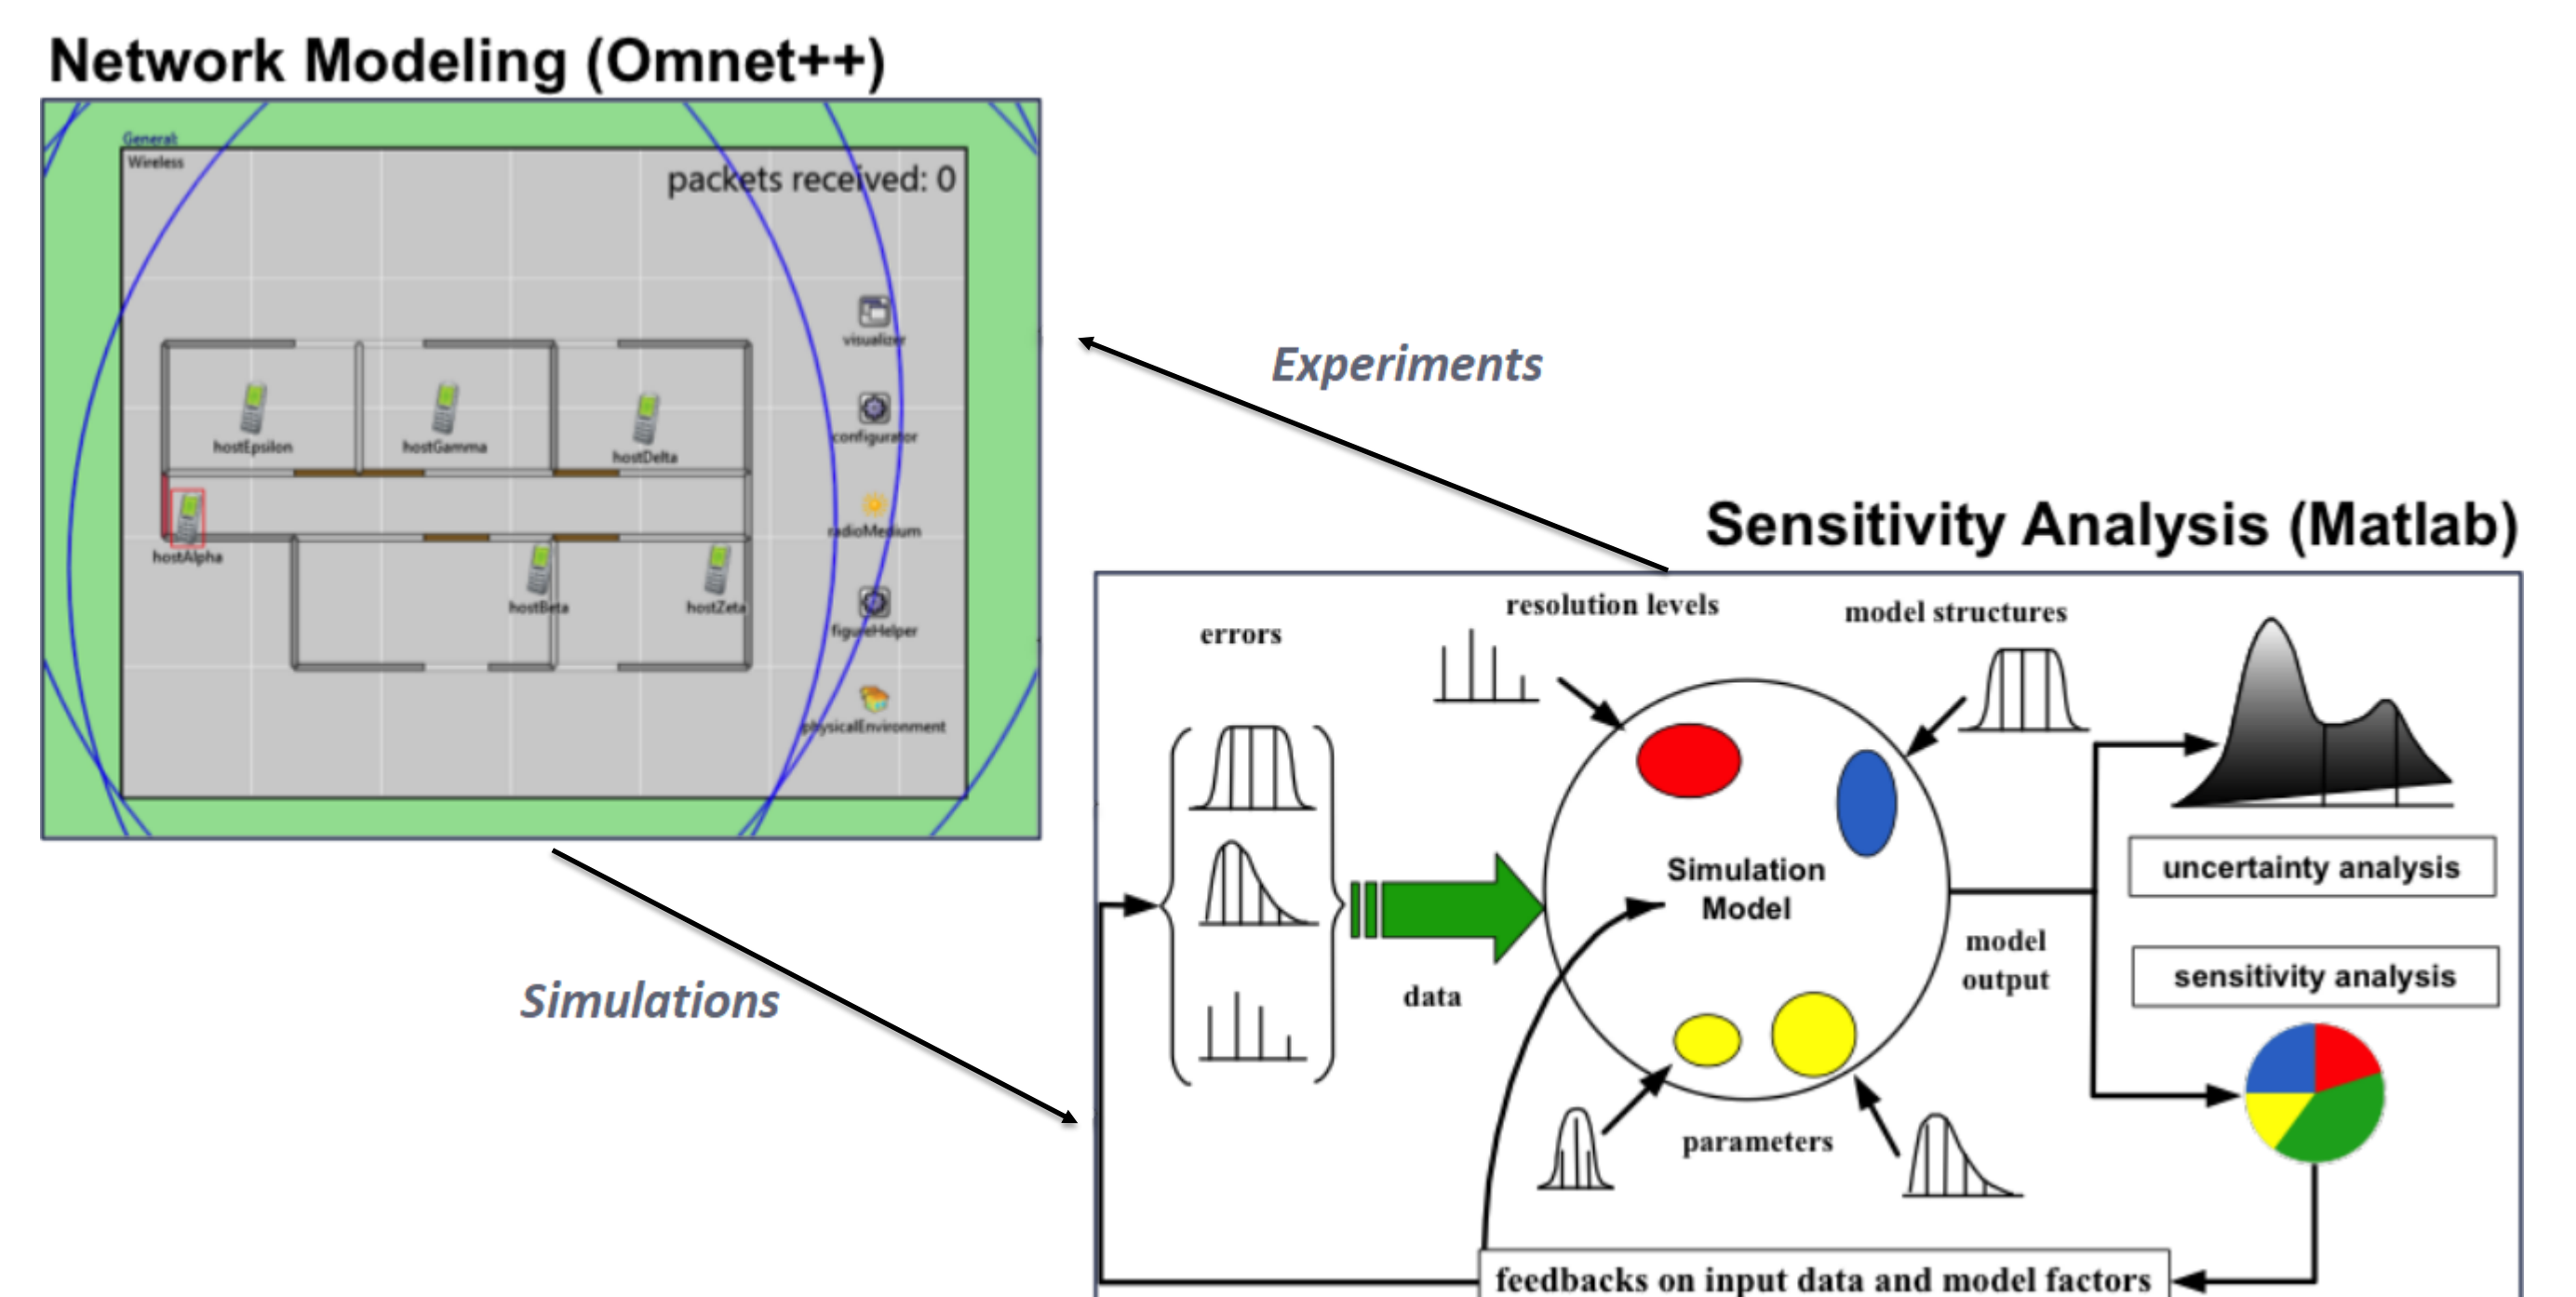 Network Modeling (Omnet++)
General:
Wireless
packets received: 0
visualizer
configurator
radioMedium
figureHelper
physicalEnvironment
hostEpsilon
hostGamma
hostDelta
hostAlpha
hostBeta
hostZeta
Experiments
Simulations
Sensitivity Analysis (Matlab)
errors
resolution levels
model structures
data
Simulation
Model
parameters
model
output
uncertainty analysis
sensitivity analysis
feedbacks on input data and model factors